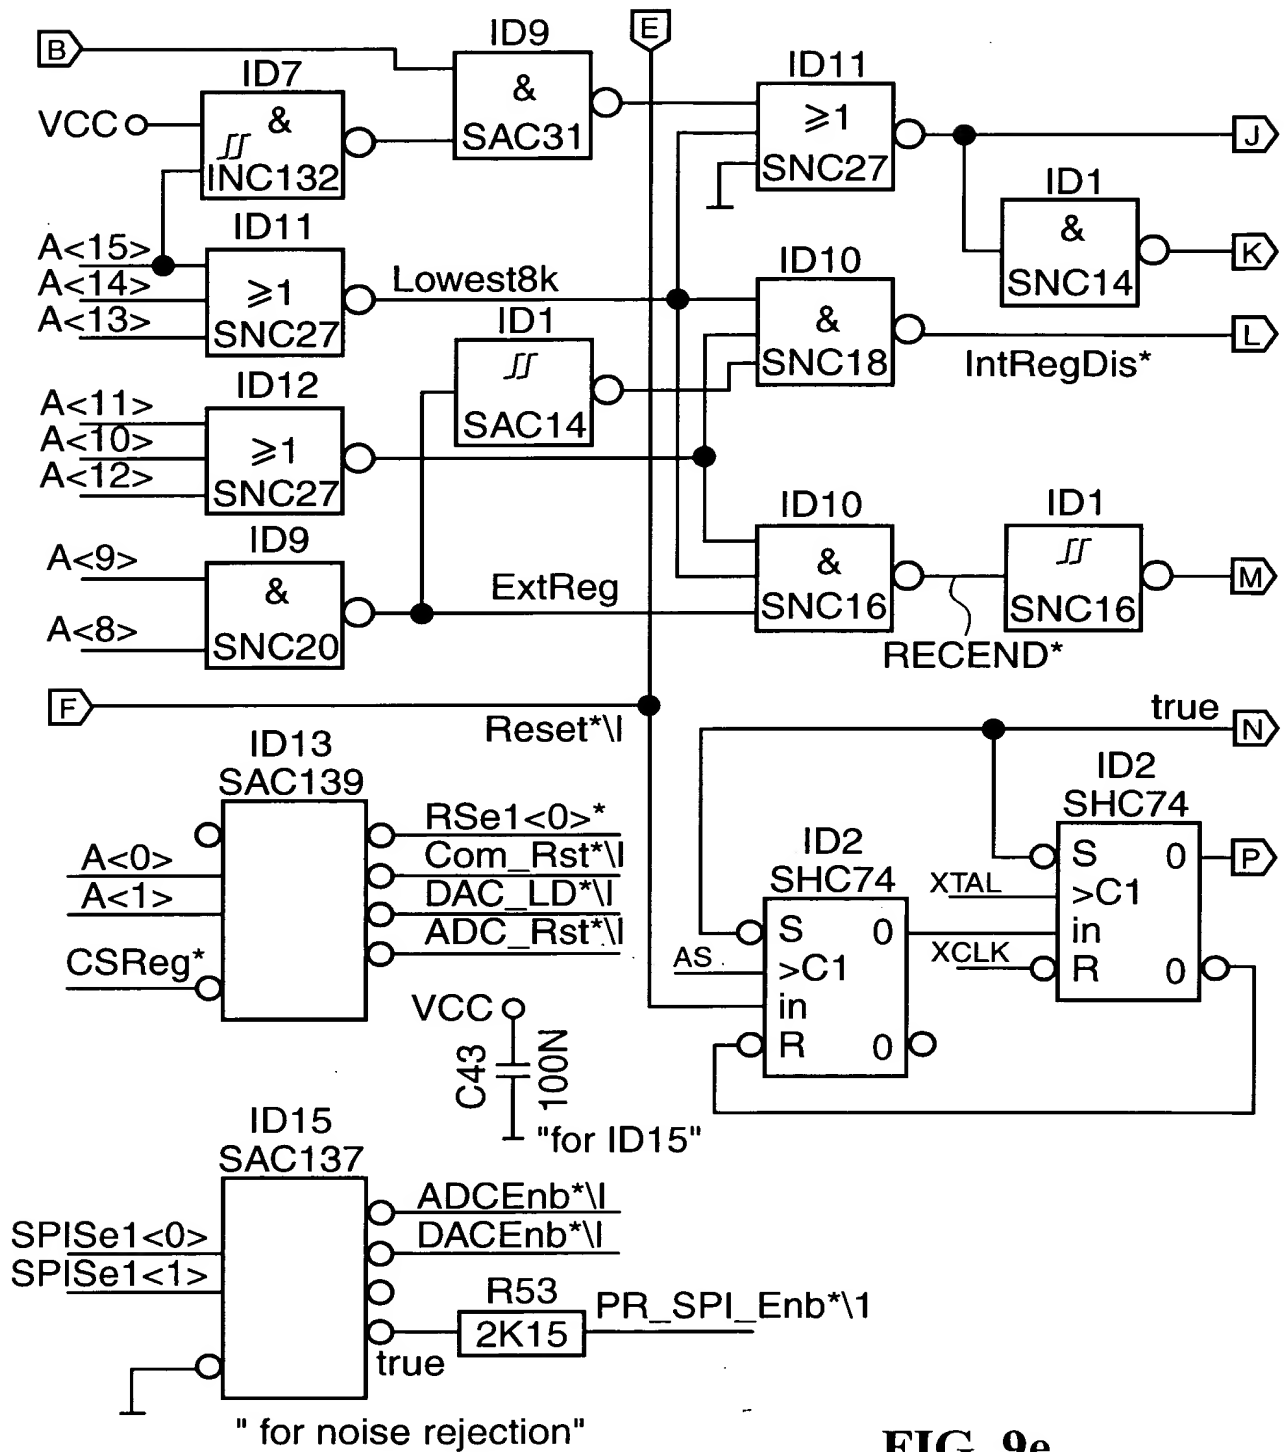 B
E
ID9
&
SAC31
ID7
VCC
&
INC132
ID11
≥1
SNC27
J
ID1
&
SNC14
K
A<15>
A<14>
A<13>
ID11
≥1
SNC27
Lowest8k
ID10
&
SNC18
L
IntRegDis*
ID1
SAC14
A<11>
A<10>
A<12>
ID12
≥1
SNC27
A<9>
A<8>
ID9
&
SNC20
ExtReg
ID10
&
SNC16
RECEND*
ID1
SNC16
M
F
Reset*\I
true
N
ID13
SAC139
A<0>
A<1>
CSReg*
RSe1<0>*
Com_Rst*\I
DAC_LD*\I
ADC_Rst*\I
ID2
SHC74
AS
S
>C1
in
R
0
0
ID2
SHC74
XTAL
XCLK
S
>C1
in
R
0
0
P
VCC
C43
100N
"for ID15"
ID15
SAC137
SPISe1<0>
SPISe1<1>
ADCEnb*\I
DACEnb*\I
R53
2K15
PR_SPI_Enb*\1
true
" for noise rejection"
FIG. 9e